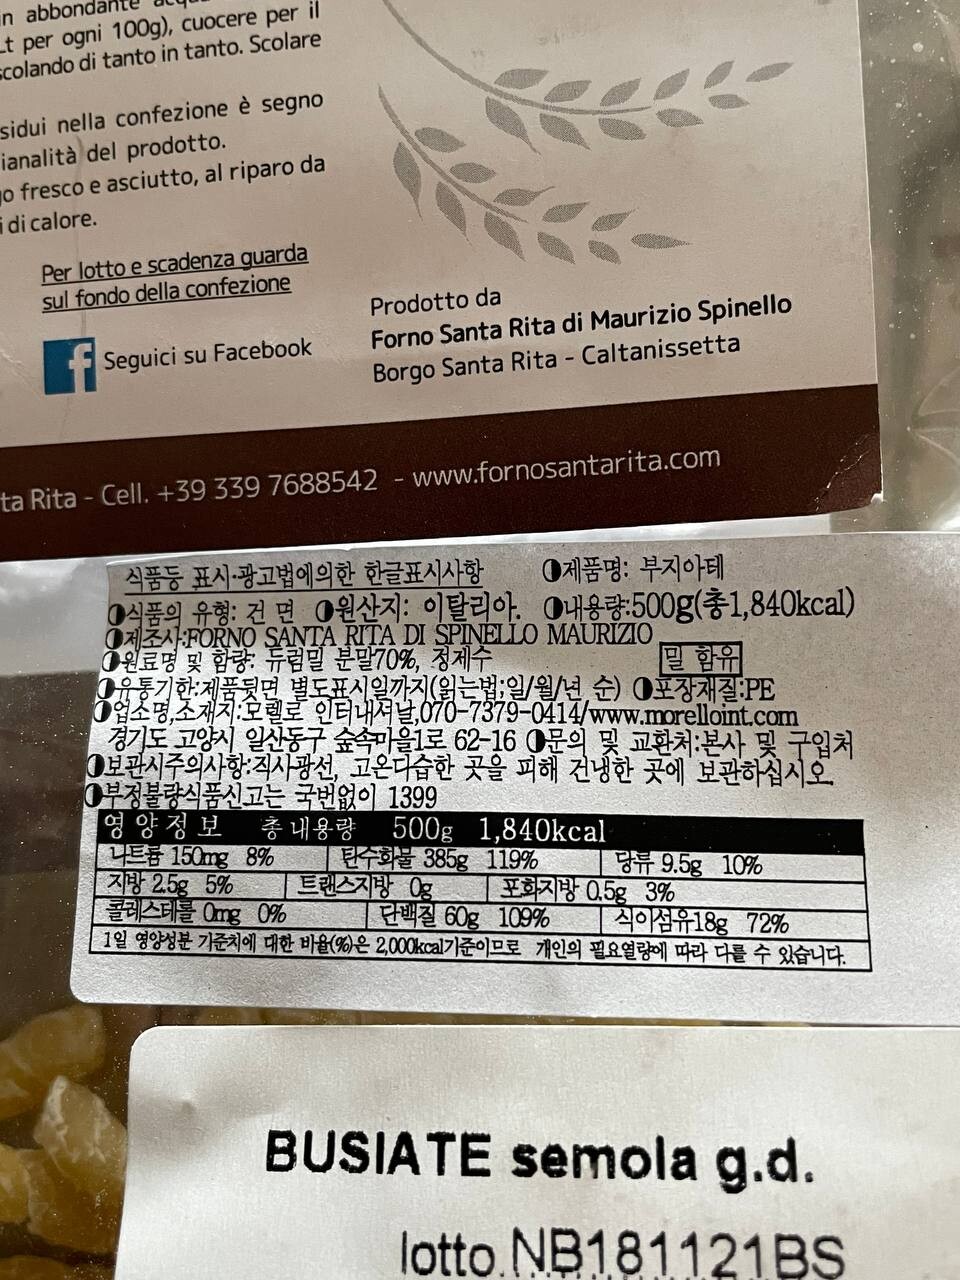 in abbondante
Lt per ogni 100g), cuocere per il
scolando di tanto in tanto. Scolare
sidui nella confezione è segno
ianalità del prodotto.
go fresco e asciutto, al riparo da
i di calore.
Per lotto e scadenza guarda
sul fondo della confezione
Seguici su Facebook
Prodotto da
Forno Santa Rita di Maurizio Spinello
Borgo Santa Rita - Caltanissetta
ta Rita - Cell. +39 339 7688542 - www.fornosantarita.com
식품등 표시·광고법에의한 한글표시사항 ◑제품명: 부지아테
◑식품의 유형: 건 면 ◑원산지: 이탈리아. ◑내용량:500g(총1,840kcal)
◑제조사:FORNO SANTA RITA DI SPINELLO MAURIZIO
◑원료명 및 함량: 듀럼밀 분말70%, 정제수 밀 함유
◑유통기한:제품뒷면 별도표시일까지(읽는법;일/월/년 순) ◑포장재질:PE
◑업소명,소재지:모렐로 인터내셔날,070-7379-0414/www.morelloint.com
경기도 고양시 일산동구 숲속마을1로 62-16 ◑문의 및 교환처:본사 및 구입처
◑보관시주의사항:직사광선, 고온다습한 곳을 피해 건냉한 곳에 보관하십시오
◑부정불량식품신고는 국번없이 1399
영양정보 총내용량 500g 1,840kcal
나트륨 150mg 8% 탄수화물 385g 119% 당류 9.5g 10%
지방 2.5g 5% 트랜스지방 0g 포화지방 0.5g 3%
콜레스테롤 0mg 0% 단백질 60g 109% 식이섬유18g 72%
1일 영양성분 기준치에 대한 비율(%)은 2,000kcal기준이므로 개인의 필요열량에 따라 다를 수 있습니다.
BUSIATE semola g.d.
lotto.NB181121BS